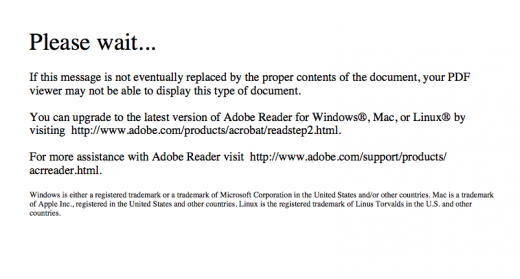 Please wait...
If this message is not eventually replaced by the proper contents of the document, your PDF
viewer may not be able to display this type of document.
You can upgrade to the latest version of Adobe Reader for Windows®, Mac, or Linux® by
visiting http://www.adobe.com/products/acrobat/readstep2.html.
For more assistance with Adobe Reader visit http://www.adobe.com/support/products/
acrreader.html.
Windows is either a registered trademark or a trademark of Microsoft Corporation in the United States and/or other countries. Mac is a trademark
of Apple Inc., registered in the United States and other countries. Linux is the registered trademark of Linus Torvalds in the U.S. and other
countries.